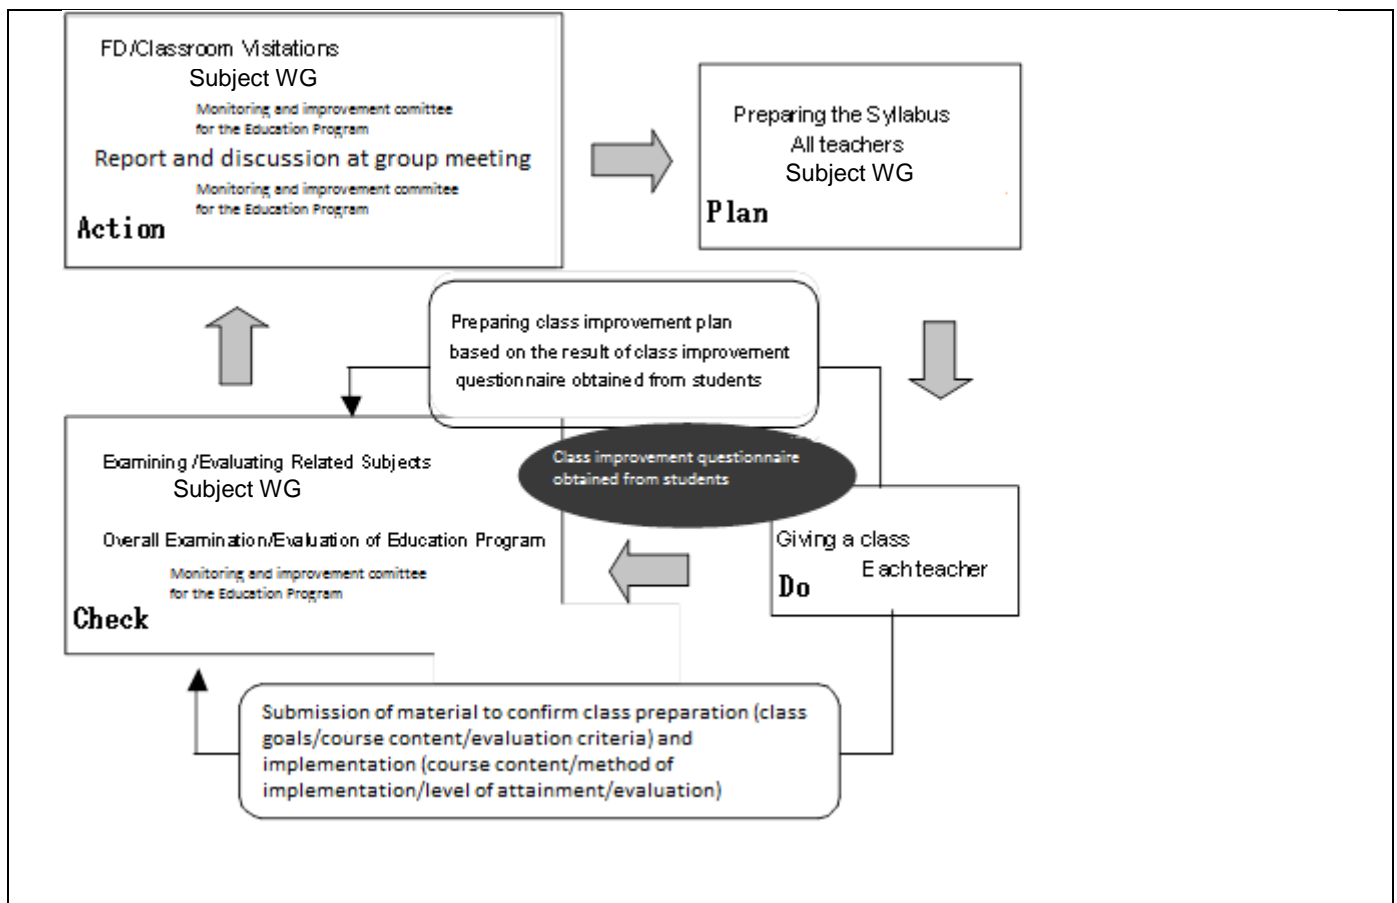 FD/Classroom Visitations
Subject WG
Monitoring and improvement comittee
for the Education Program
Report and discussion at group meeting
Monitoring and improvement commitee
for the Education Program
Action
Preparing the Syllabus
All teachers
Subject WG
Plan
Preparing class improvement plan
based on the result of class improvement
questionnaire obtained from students
Class improvement questionnaire
obtained from students
Examining/Evaluating Related Subjects
Subject WG
Overall Examination/Evaluation of Education Program
Monitoring and improvement comittee
for the Education Program
Check
Giving a class
Each teacher
Do
Submission of material to confirm class preparation (class
goals/course content/evaluation criteria) and
implementation (course content/method of
implementation/level of attainment/evaluation)